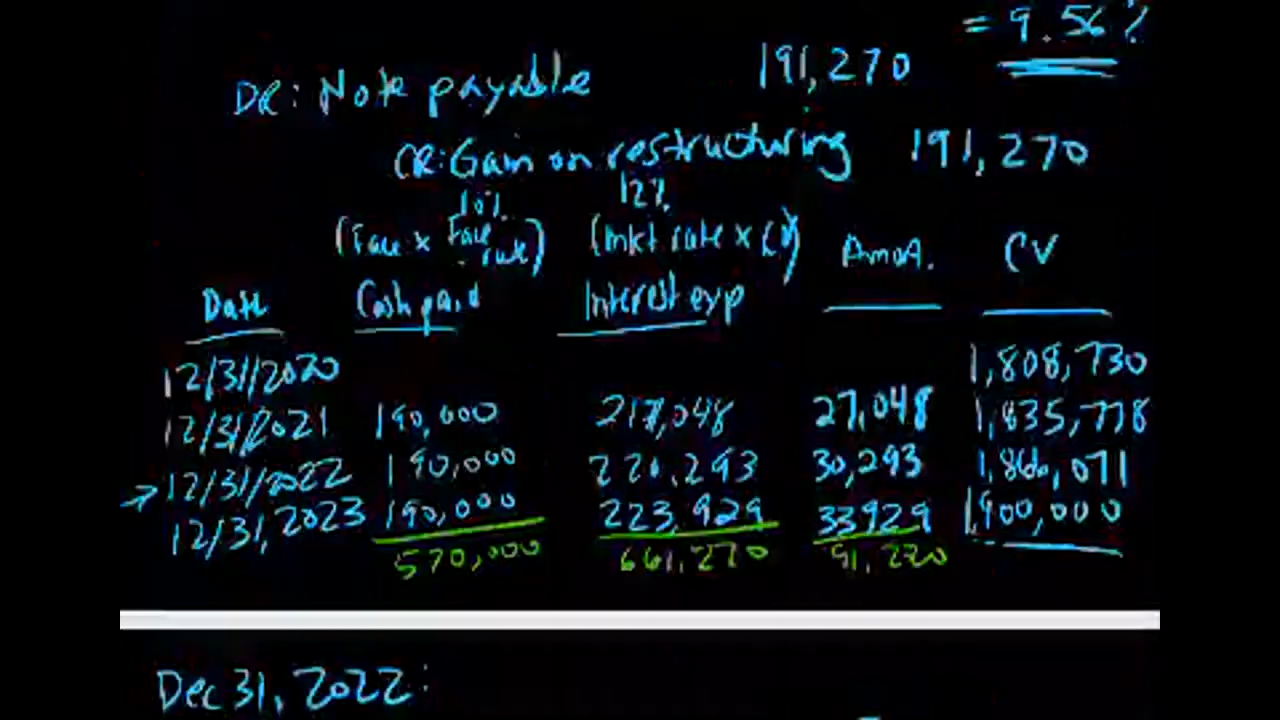 = 9.56%
DR: Note payable 191,270
CR: Gain on restructuring 191,270
10% 12%
(Face x Face rate) (mkt rate x CV) Amort. CV
Date Cash paid Interest exp
12/31/2020 1,808,730
12/31/2021 190,000 217,048 27,048 1,835,778
→ 12/31/2022 190,000 220,293 30,293 1,866,071
12/31, 2023 190,000 223,929 33929 1,900,000
570,000 661,270 91,270
Dec 31, 2022: